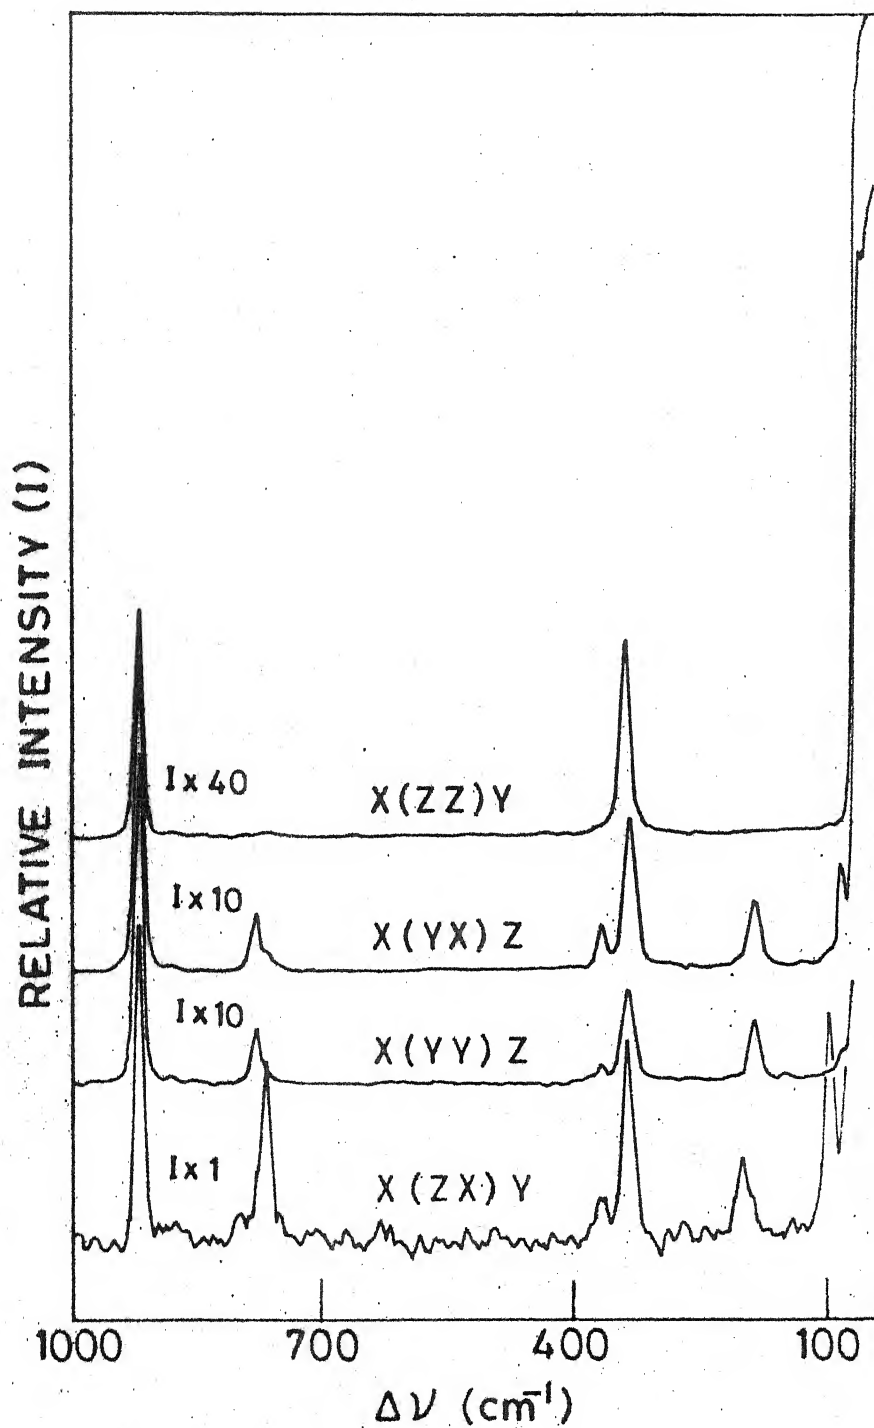 RELATIVE INTENSITY (I)
I x 40
X(ZZ)Y
I x 10
X(YX)Z
I x 10
X(YY)Z
I x 1
X(ZX)Y
1000 700 400 100
Δν (cm⁻¹)